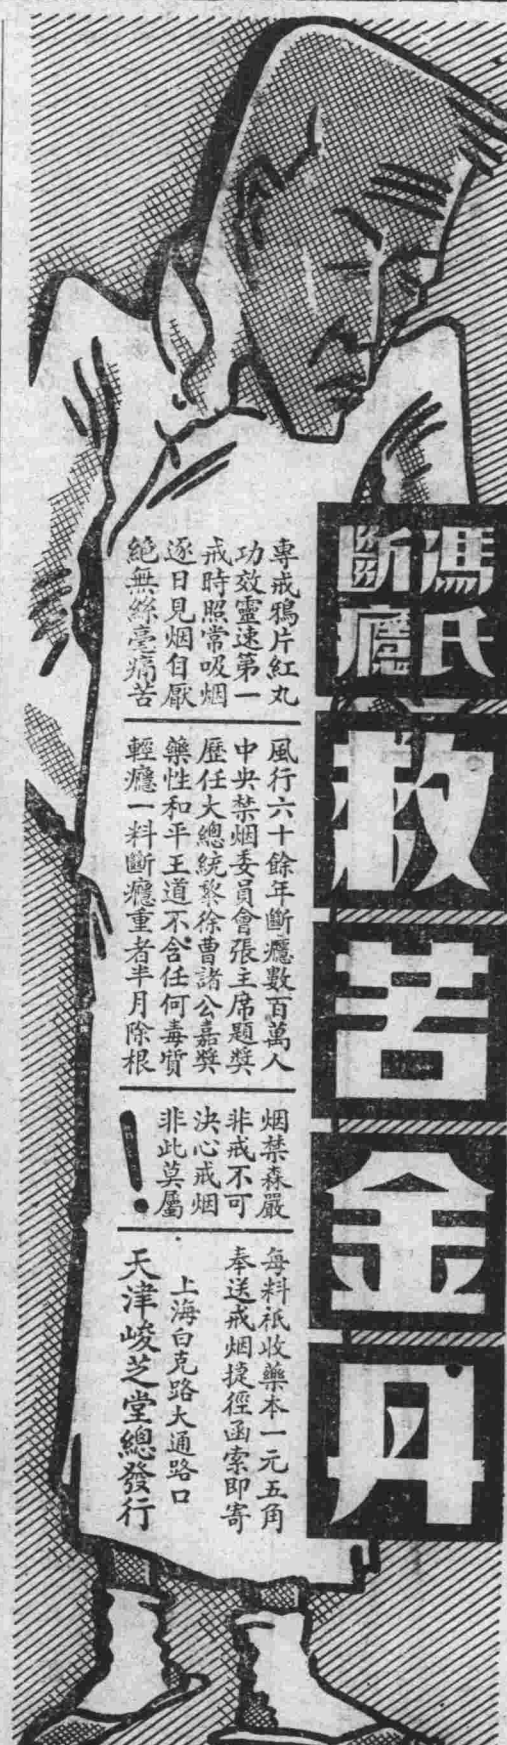 馮氏
斷癮
救苦金丹
專戒鴉片紅丸
功效靈速第一
戒時照常吸烟
逐日見烟自厭
絕無絲毫痛苦
風行六十餘年斷癮數百萬人
中央禁烟委員會張主席題獎
歷任大總統黎徐曹諸公嘉獎
藥性和平王道不含任何毒質
輕癮一料斷癮重者半月除根
烟禁森嚴
非戒不可
決心戒烟
非此莫屬
！
每料祇收藥本一元五角
奉送戒烟捷徑函索即寄
上海白克路大通路口
天津峻芝堂總發行